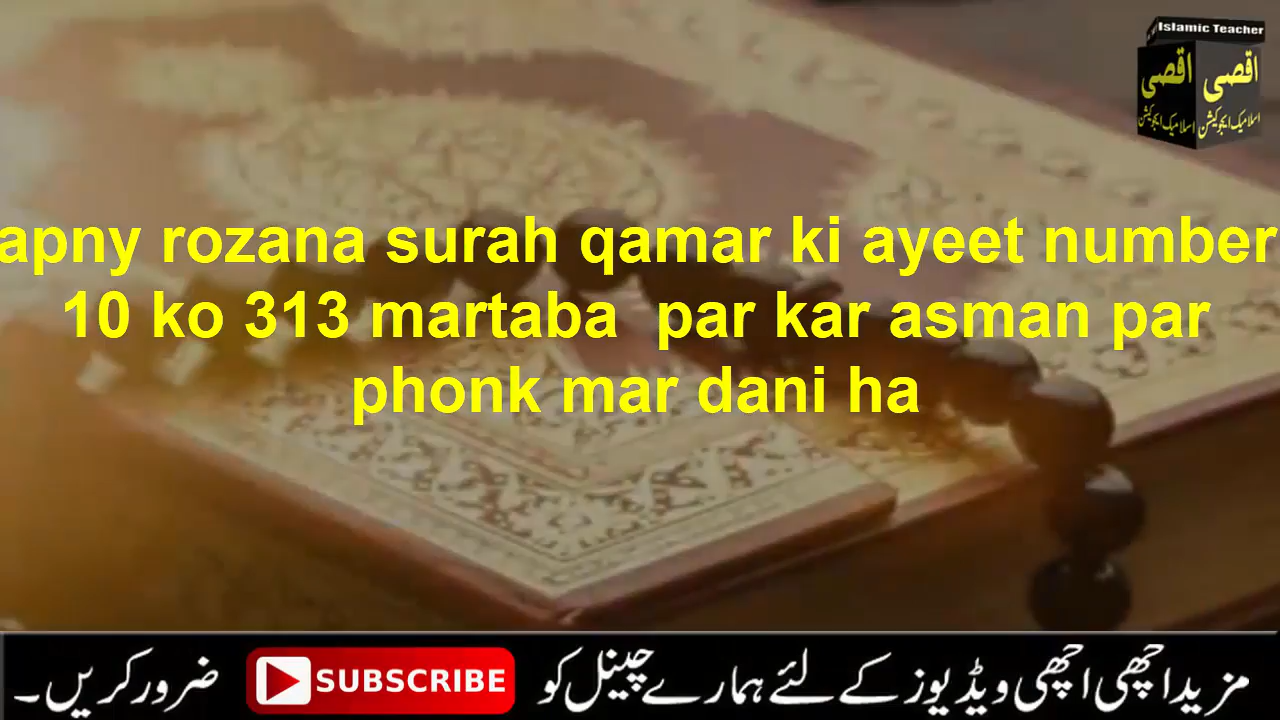 Islamic Teacher
اقصی اقصی
اسلامیک ایجوکیشن اسلامیک ایجوکیشن
apny rozana surah qamar ki ayeet number
10 ko 313 martaba par kar asman par
phonk mar dani ha
مزید اچھی اچھی ویڈیوز کے لئے ہمارے چینل کو SUBSCRIBE ضرور کریں۔